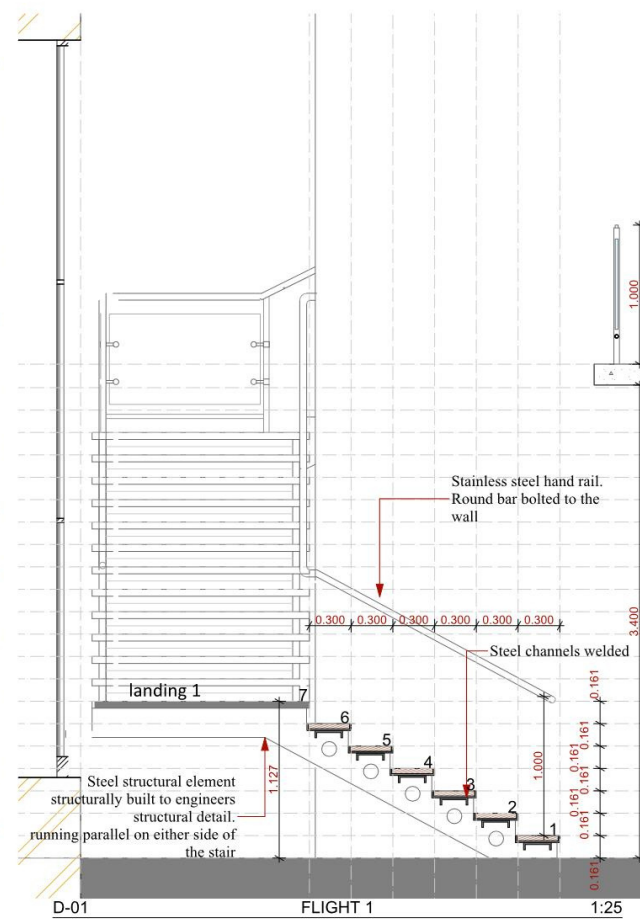 1.000
Stainless steel hand rail.
Round bar bolted to the
wall
3.400
0.300 0.300 0.300 0.300 0.300 0.300
Steel channels welded
landing 1
7
6
5
4
3
2
1
0.161
0.161
0.161
0.161
0.161
0.161
0.161
1.000
1.127
Steel structural element
structurally built to engineers
structural detail.
running parallel on either side of
the stair
D-01
FLIGHT 1
1:25